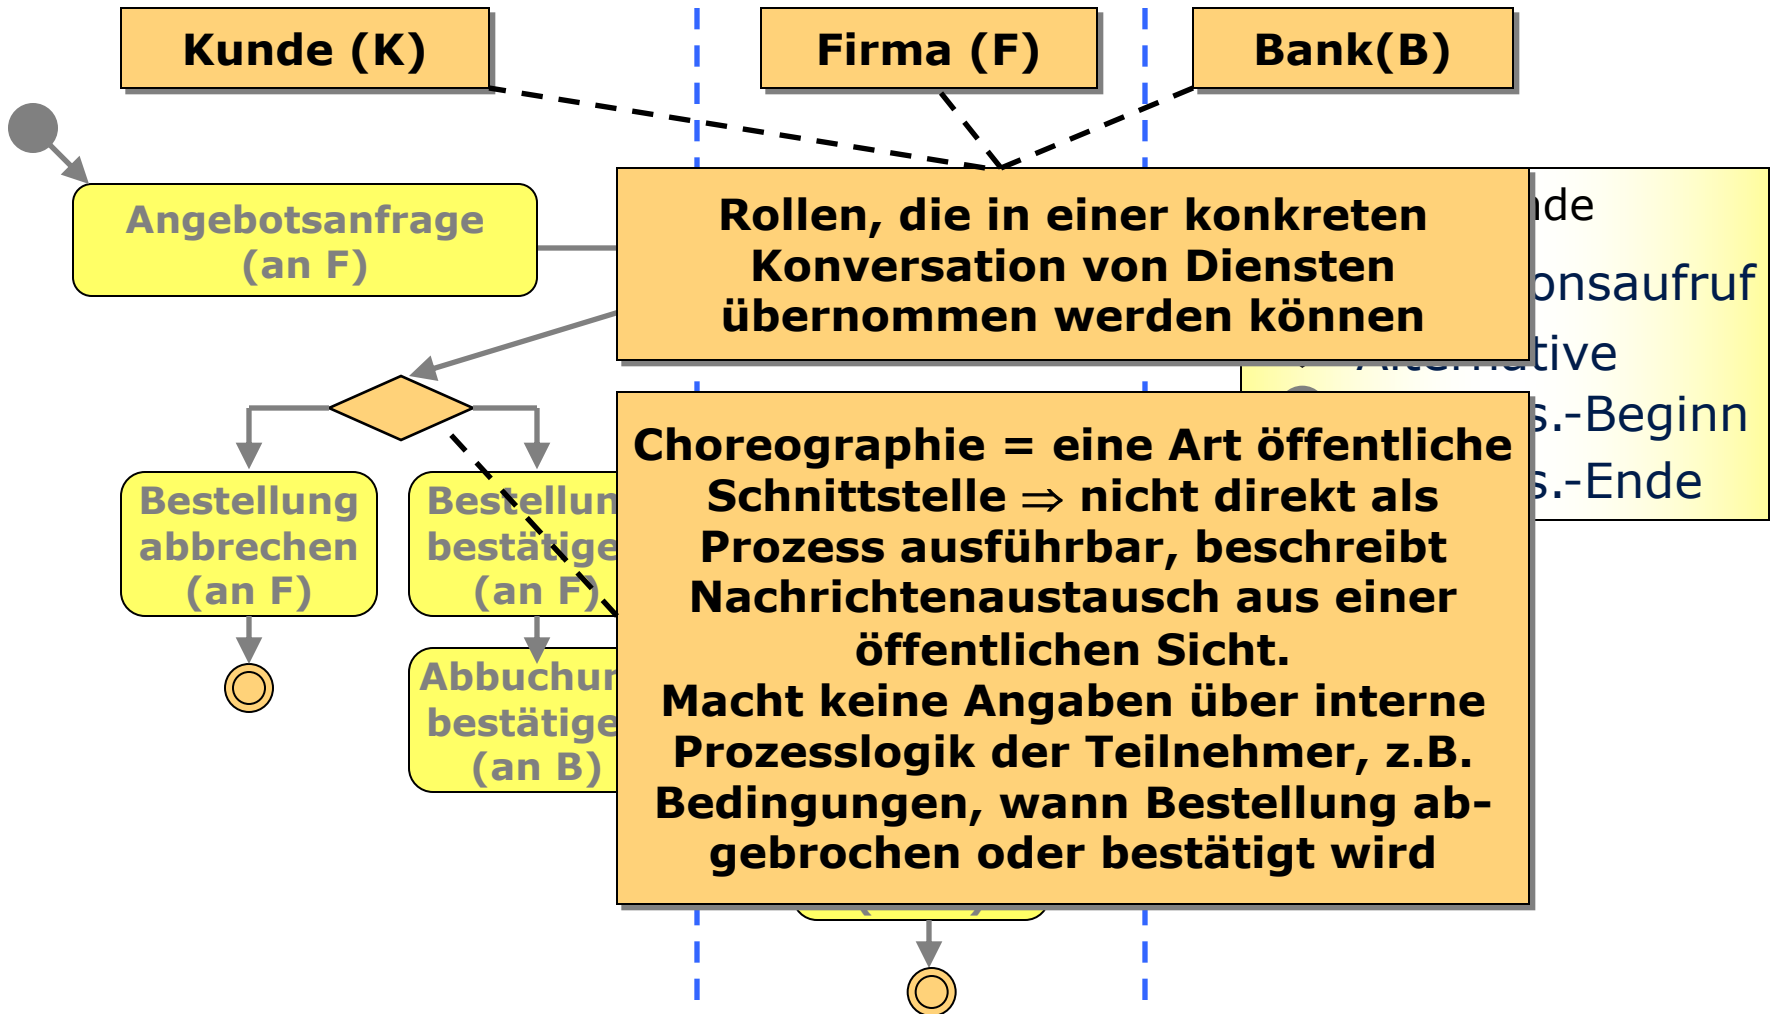 Kunde (K)
Firma (F)
Bank(B)
Angebotsanfrage
(an F)
Rollen, die in einer konkreten
Konversation von Diensten
übernommen werden können
nde
onsaufruf
Alternative
s.-Beginn
s.-Ende
Bestellung
abbrechen
(an F)
Bestellun
bestätige
(an F)
Abbuchun
bestätige
(an B)
Choreographie = eine Art öffentliche
Schnittstelle ⇒ nicht direkt als
Prozess ausführbar, beschreibt
Nachrichtenaustausch aus einer
öffentlichen Sicht.
Macht keine Angaben über interne
Prozesslogik der Teilnehmer, z.B.
Bedingungen, wann Bestellung ab-
gebrochen oder bestätigt wird